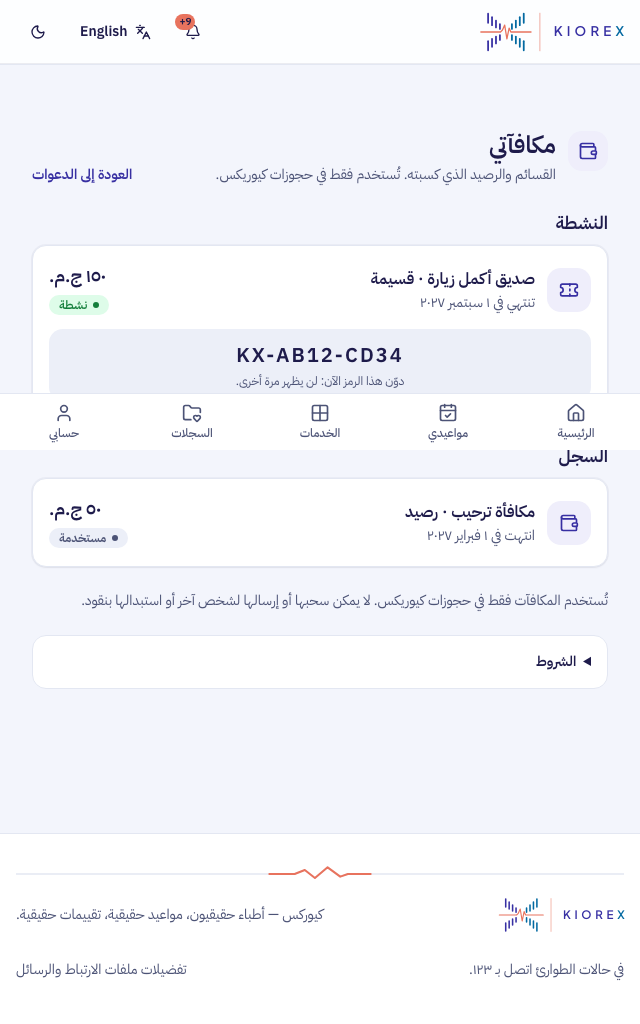 KIOREX
+9
English
مكافآتي
القسائم والرصيد الذي كسبته. تُستخدم فقط في حجوزات كيوريكس.
العودة إلى الدعوات
النشطة
صديق أكمل زيارة · قسيمة
١٥٠ ج.م.
تنتهي في ١ سبتمبر ٢٠٢٧
نشطة
KX-AB12-CD34
دوّن هذا الرمز الآن: لن يظهر مرة أخرى.
الرئيسية
مواعيدي
الخدمات
السجلات
حسابي
السجل
مكافأة ترحيب · رصيد
٥٠ ج.م.
انتهت في ١ فبراير ٢٠٢٧
مستخدمة
تُستخدم المكافآت فقط في حجوزات كيوريكس. لا يمكن سحبها أو إرسالها لشخص آخر أو استبدالها بنقود.
الشروط
KIOREX
كيوركس — أطباء حقيقيون، مواعيد حقيقية، تقييمات حقيقية.
في حالات الطوارئ اتصل بـ ١٢٣.
تفضيلات ملفات الارتباط والرسائل